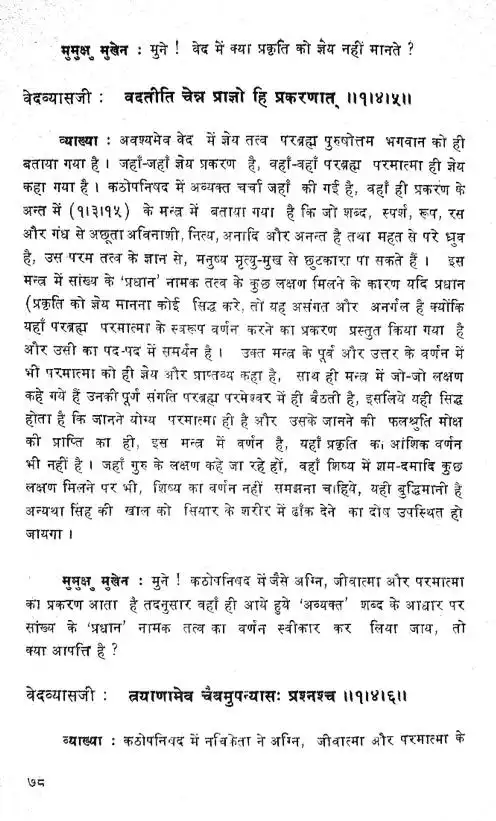 मुमुक्षु मुखेन : मुने ! वेद में क्या प्रकृति को ज्ञेय नहीं मानते ?
वेदव्यासजी : वदतीति चेन्न प्राज्ञो हि प्रकरणात् ॥१।४।५॥
व्याख्या : अवश्यमेव वेद में ज्ञेय तत्व परब्रह्म पुरुषोत्तम भगवान को ही
बताया गया है । जहाँ-जहाँ ज्ञेय प्रकरण है, वहाँ-वहाँ परब्रह्म परमात्मा ही ज्ञेय
कहा गया है । कठोपनिषद में अव्यक्त चर्चा जहाँ की गई है, वहाँ ही प्रकरण के
अन्त में (१।३।१५) के मन्त्र में बताया गया है कि जो शब्द, स्पर्श, रूप, रस
और गंध से अछूता अविनाशी, नित्य, अनादि और अनन्त है तथा महत से परे ध्रुव
है, उस परम तत्व के ज्ञान से, मनुष्य मृत्यु-मुख से छुटकारा पा सकते हैं । इस
मन्त्र में सांख्य के 'प्रधान' नामक तत्व के कुछ लक्षण मिलने के कारण यदि प्रधान
(प्रकृति को ज्ञेय मानना कोई सिद्ध करे, तो यह असंगत और अनर्गल है क्योंकि
यहाँ परब्रह्म परमात्मा के स्वरूप वर्णन करने का प्रकरण प्रस्तुत किया गया है
और उसी का पद-पद में समर्थन है । उक्त मन्त्र के पूर्व और उत्तर के वर्णन में
भी परमात्मा को ही ज्ञेय और प्राप्तव्य कहा है, साथ ही मन्त्र में जो-जो लक्षण
कहे गये हैं उनकी पूर्ण संगति परब्रह्म परमेश्वर में ही बैठती है, इसलिये यही सिद्ध
होता है कि जानने योग्य परमात्मा ही है और उसके जानने की फलश्रुति मोक्ष
की प्राप्ति का ही, इस मन्त्र में वर्णन है, यहाँ प्रकृति का आंशिक वर्णन
भी नहीं है । जहाँ गुरु के लक्षण कहे जा रहे हों, वहाँ शिष्य में शम-दमादि कुछ
लक्षण मिलने पर भी, शिष्य का वर्णन नहीं समझना चाहिये, यही बुद्धिमानी है
अन्यथा सिंह की खाल को सियार के शरीर में ढाँक देने का दोष उपस्थित हो
जायगा ।
मुमुक्षु मुखेन : मुने ! कठोपनिषद में जैसे अग्नि, जीवात्मा और परमात्मा
का प्रकरण आता है तदनुसार वहाँ ही आये हुये 'अव्यक्त' शब्द के आधार पर
सांख्य के 'प्रधान' नामक तत्व का वर्णन स्वीकार कर लिया जाय, तो
क्या आपत्ति है ?
वेदव्यासजी : त्रयाणामेव चैवमुपन्यासः प्रश्नश्च ॥१।४।६॥
व्याख्या : कठोपनिषद में नचिकेता ने अग्नि, जीवात्मा और परमात्मा के
७८